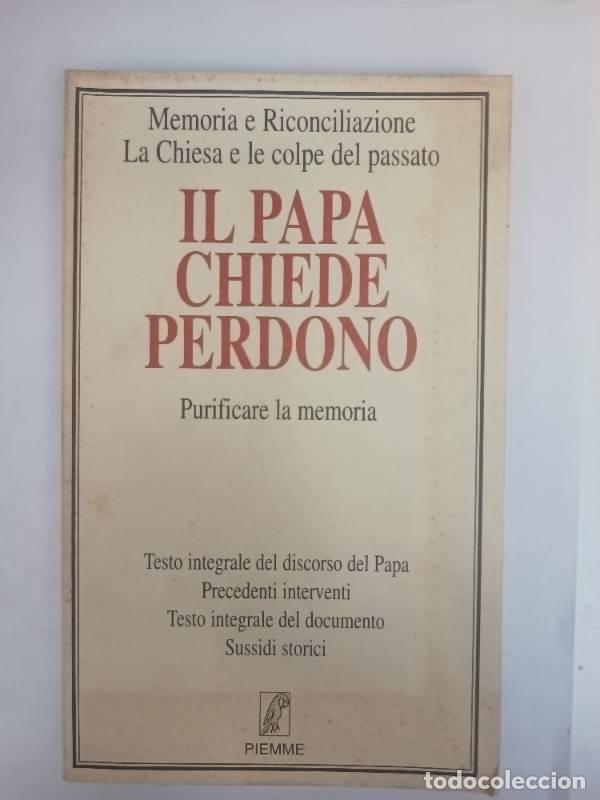 Memoria e Riconciliazione
La Chiesa e le colpe del passato
IL PAPA
CHIEDE
PERDONO
Purificare la memoria
Testo integrale del discorso del Papa
Precedenti interventi
Testo integrale del documento
Sussidi storici
PIEMME
todocoleccion.net